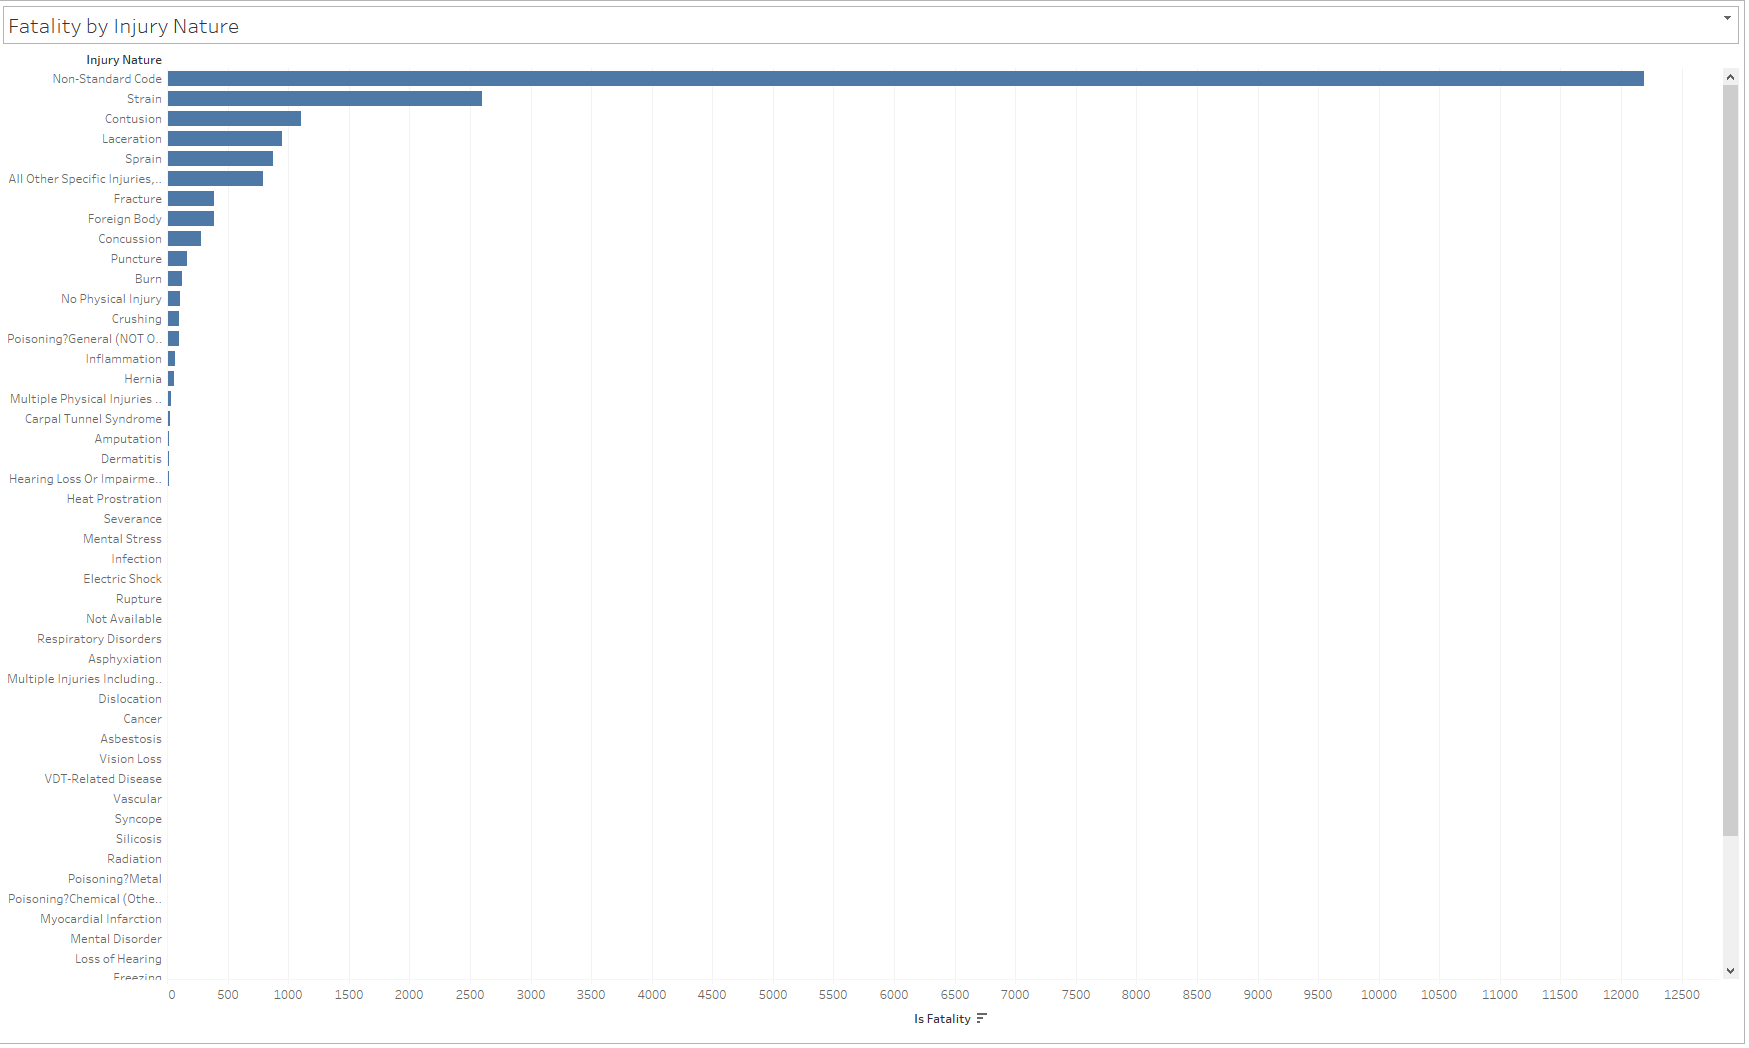 Fatality by Injury Nature
Injury Nature
Non-Standard Code
Strain
Contusion
Laceration
Sprain
All Other Specific Injuries,..
Fracture
Foreign Body
Concussion
Puncture
Burn
No Physical Injury
Crushing
Poisoning?General (NOT O..
Inflammation
Hernia
Multiple Physical Injuries ..
Carpal Tunnel Syndrome
Amputation
Dermatitis
Hearing Loss Or Impairme..
Heat Prostration
Severance
Mental Stress
Infection
Electric Shock
Rupture
Not Available
Respiratory Disorders
Asphyxiation
Multiple Injuries Including..
Dislocation
Cancer
Asbestosis
Vision Loss
VDT-Related Disease
Vascular
Syncope
Silicosis
Radiation
Poisoning?Metal
Poisoning?Chemical (Othe..
Myocardial Infarction
Mental Disorder
Loss of Hearing
Freezing
0 500 1000 1500 2000 2500 3000 3500 4000 4500 5000 5500 6000 6500 7000 7500 8000 8500 9000 9500 10000 10500 11000 11500 12000 12500
Is Fatality